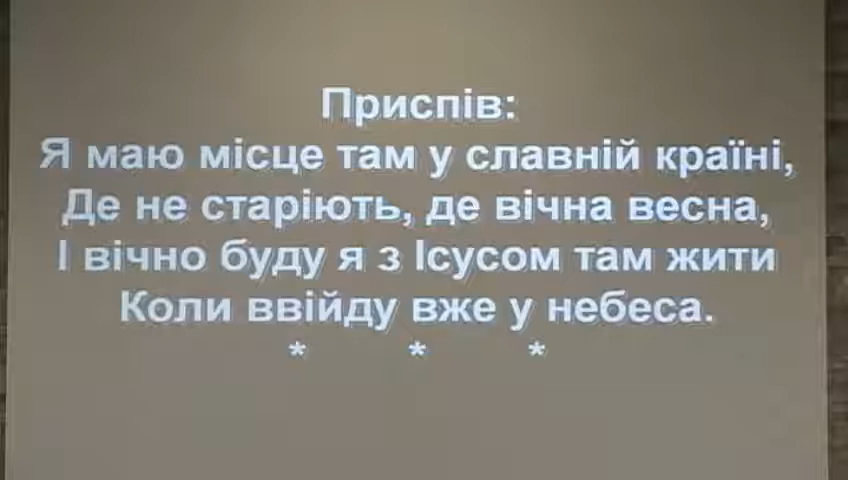 Приспів:
Я маю місце там у славній країні,
Де не старіють, де вічна весна,
І вічно буду я з Ісусом там жити
Коли ввійду вже у небеса.
* * *